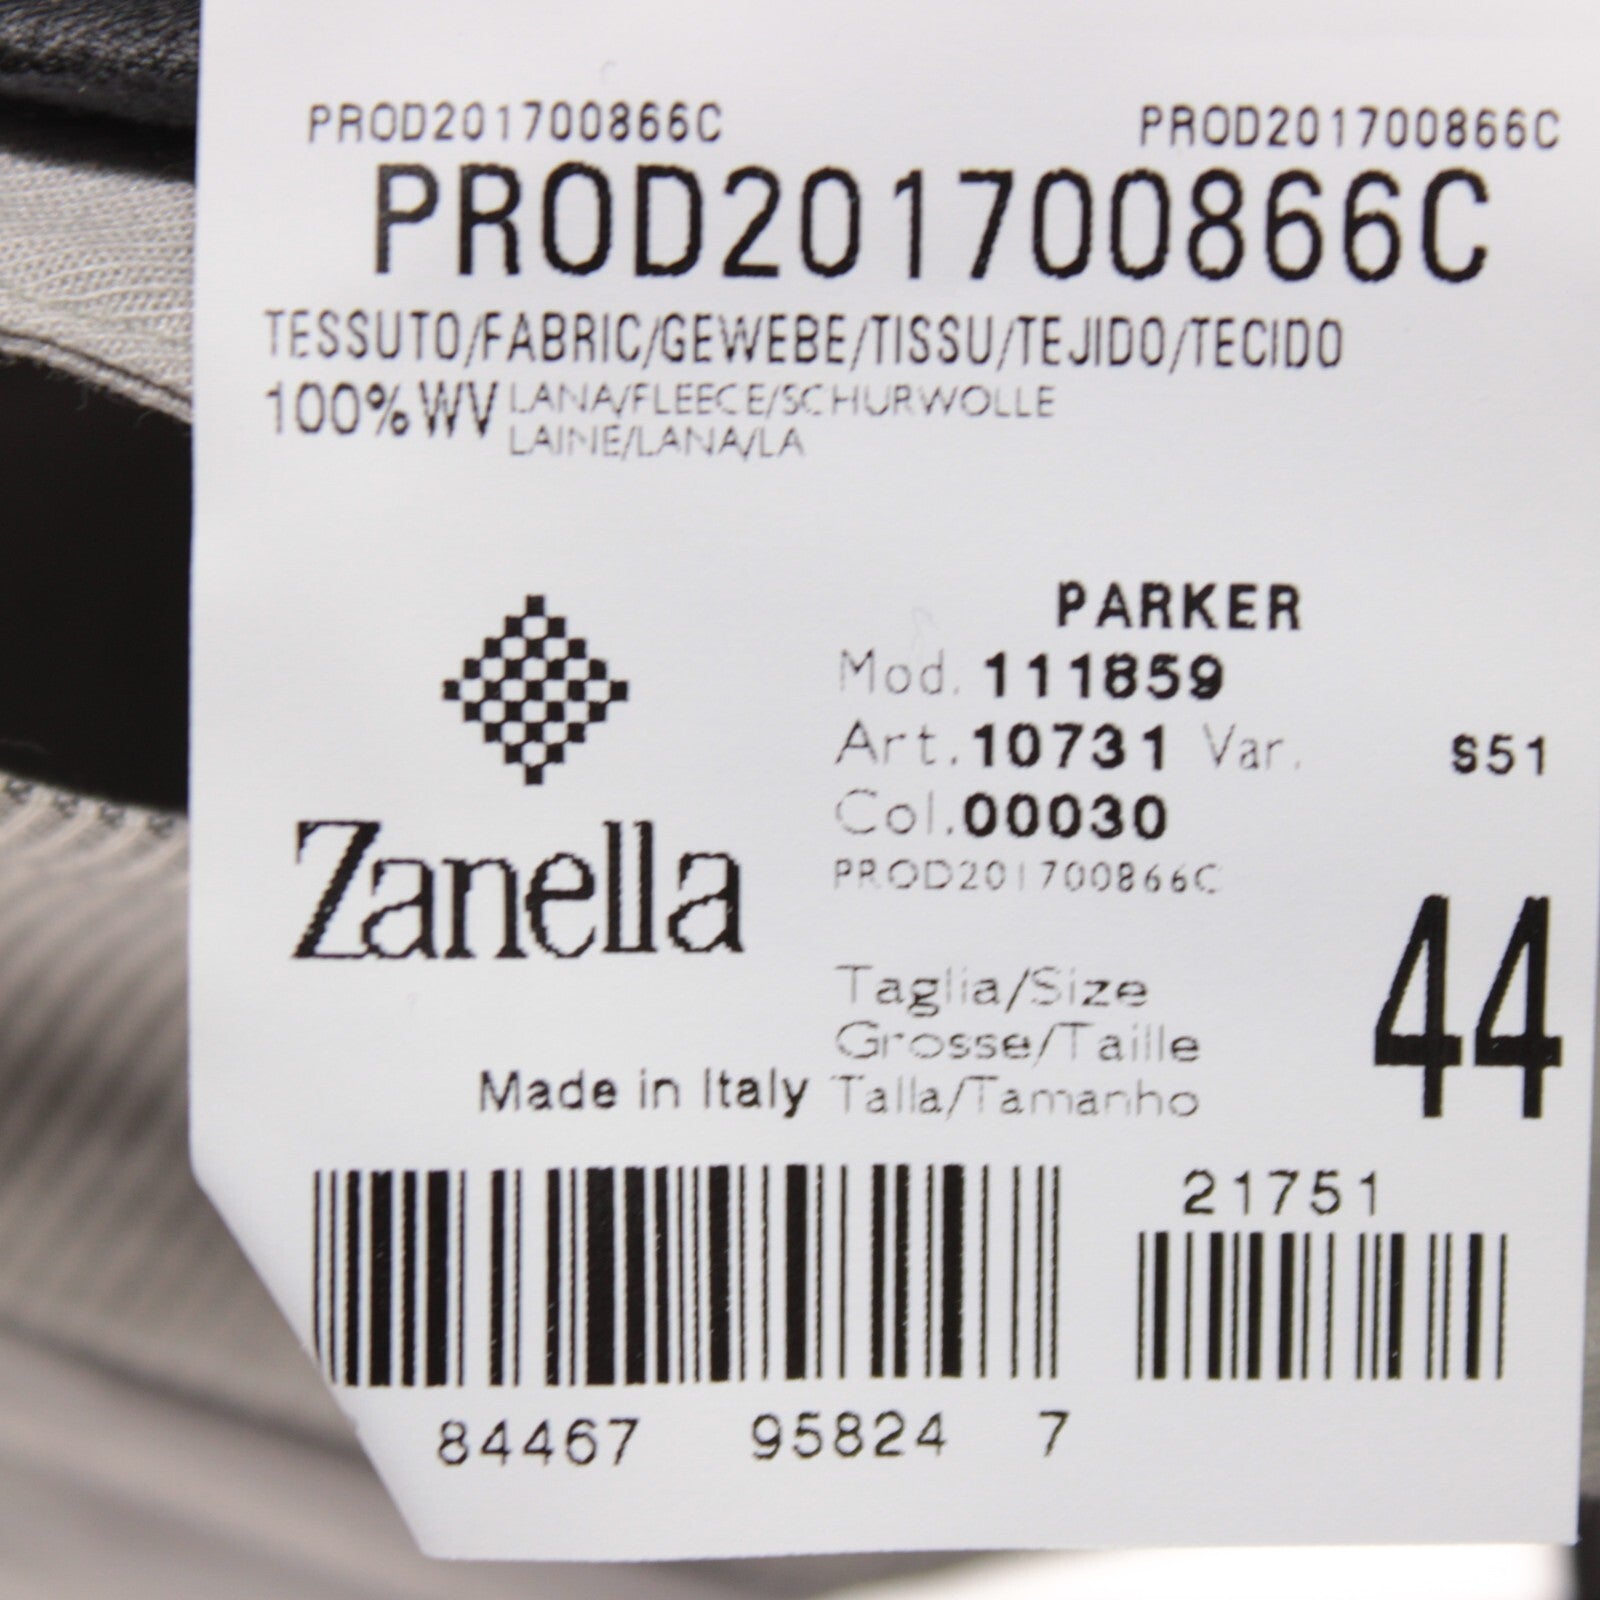 PROD201700866C PROD201700866C
PROD201700866C
TESSUTO/FABRIC/GEWEBE/TISSU/TEJIDO/TECIDO
100% WV LANA/FLEECE/SCHURWOLLE
LAINE/LANA/LA
PARKER
Mod. 111859
Art. 10731 Var. S51
Col. 00030
PROD201700866C
Zanella
44
Taglia/Size
Grosse/Taille
Made in Italy Talla/Tamanho
21751
84467 95824 7